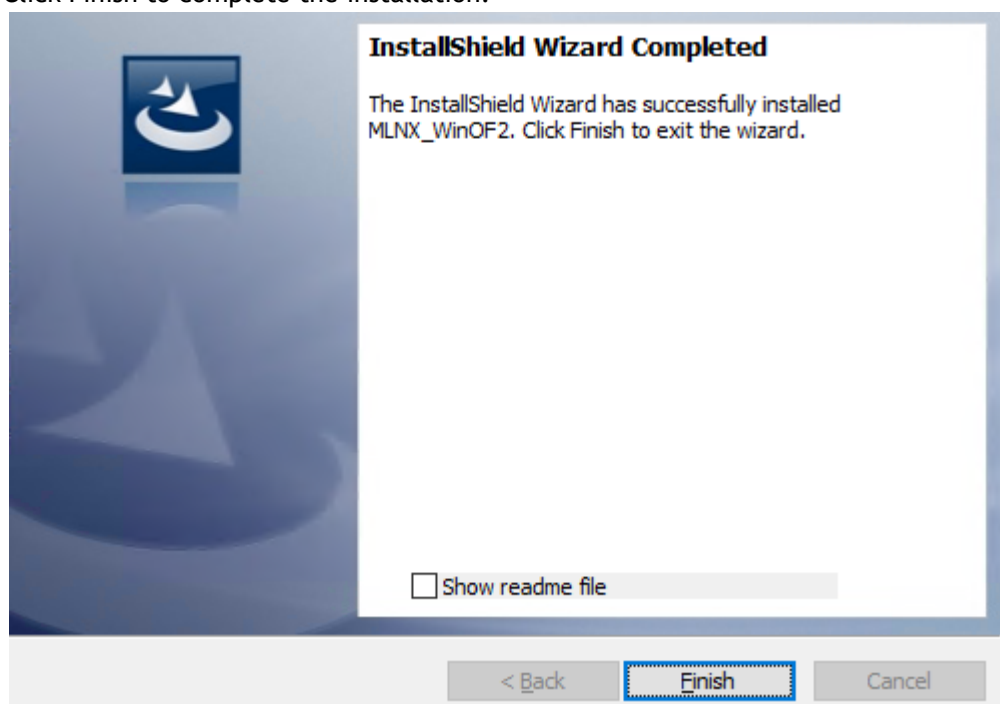 Click Finish to complete the installation.
InstallShield Wizard Completed
The InstallShield Wizard has successfully installed
MLNX_WinOF2. Click Finish to exit the wizard.
Show readme file
< Back
Finish
Cancel